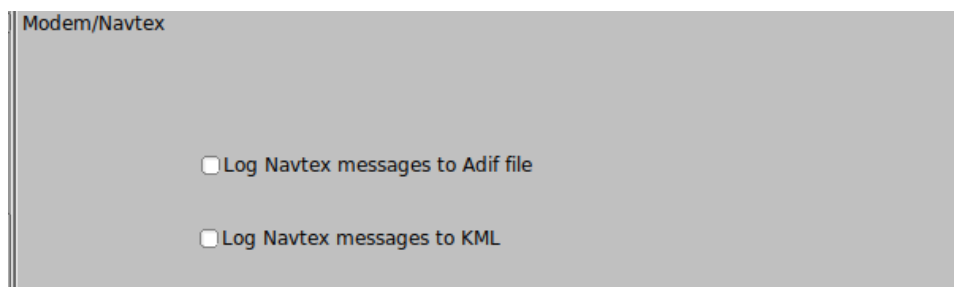 Modem/Navtex
Log Navtex messages to Adif file
Log Navtex messages to KML